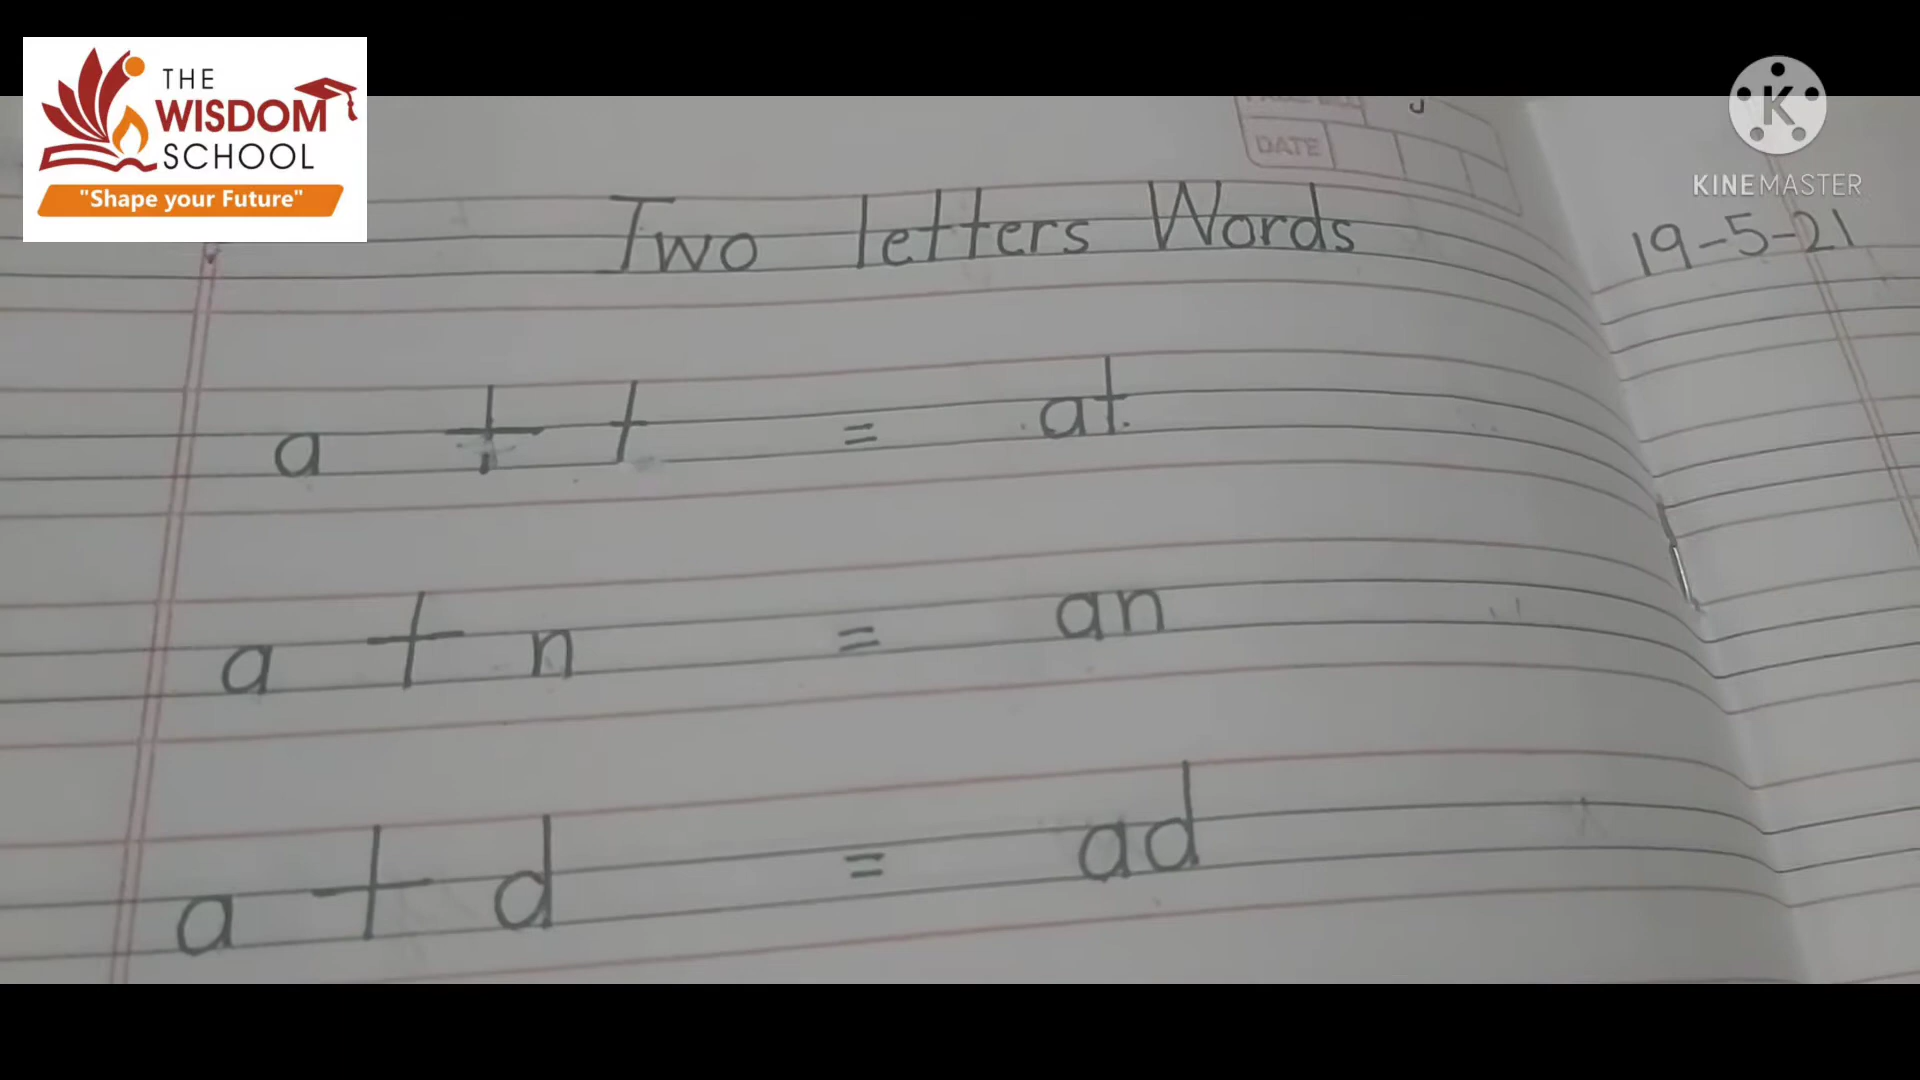 THE
WISDOM
SCHOOL
"Shape your Future"
K
KINEMASTER
DATE
Two letters Words
19-5-21
a + t = at
a + n = an
a + d = ad